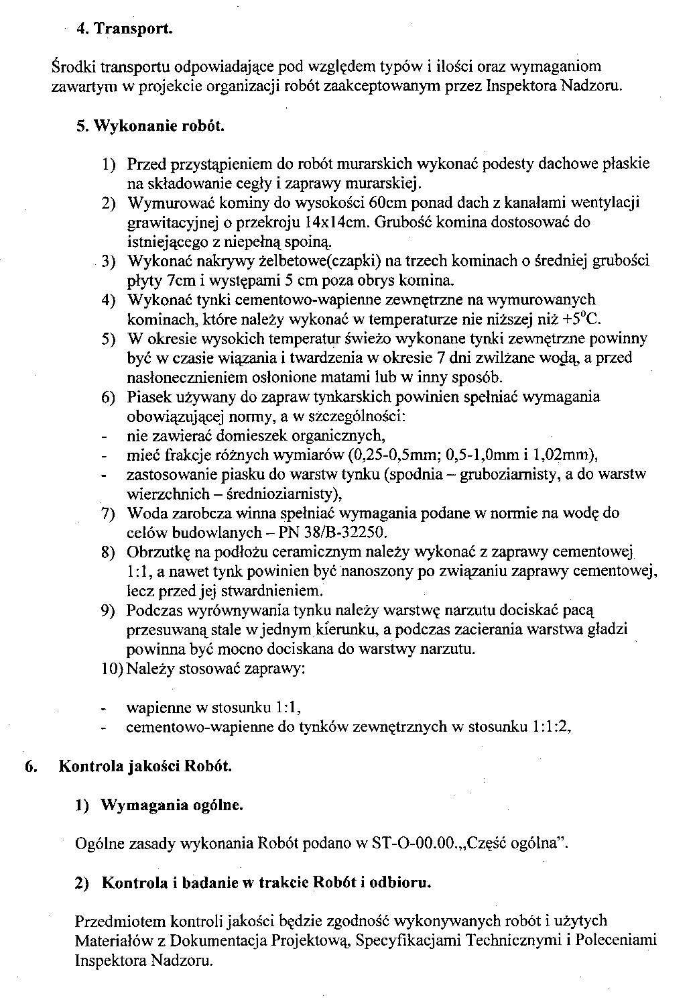 4. Transport.
Środki transportu odpowiadające pod względem typów i ilości oraz wymaganiom
zawartym w projekcie organizacji robót zaakceptowanym przez Inspektora Nadzoru.
5. Wykonanie robót.
1) Przed przystąpieniem do robót murarskich wykonać podesty dachowe płaskie
na składowanie cegły i zaprawy murarskiej.
2) Wymurować kominy do wysokości 60cm ponad dach z kanałami wentylacji
grawitacyjnej o przekroju 14x14cm. Grubość komina dostosować do
istniejącego z niepełną spoiną.
3) Wykonać nakrywy żelbetowe(czapki) na trzech kominach o średniej grubości
płyty 7cm i występami 5 cm poza obrys komina.
4) Wykonać tynki cementowo-wapienne zewnętrzne na wymurowanych
kominach, które należy wykonać w temperaturze nie niższej niż +5⁰C.
5) W okresie wysokich temperatur świeżo wykonane tynki zewnętrzne powinny
być w czasie wiązania i twardzenia w okresie 7 dni zwilżane wodą, a przed
nasłonecznieniem osłonione matami lub w inny sposób.
6) Piasek używany do zapraw tynkarskich powinien spełniać wymagania
obowiązującej normy, a w szczególności:
- nie zawierać domieszek organicznych,
- mieć frakcje różnych wymiarów (0,25-0,5mm; 0,5-1,0mm i 1,02mm),
- zastosowanie piasku do warstw tynku (spodnia – gruboziarnisty, a do warstw
wierzchnich – średnioziarnisty),
7) Woda zarobcza winna spełniać wymagania podane w normie na wodę do
celów budowlanych – PN 38/B-32250.
8) Obrzutkę na podłożu ceramicznym należy wykonać z zaprawy cementowej
1:1, a nawet tynk powinien być nanoszony po związaniu zaprawy cementowej,
lecz przed jej stwardnieniem.
9) Podczas wyrównywania tynku należy warstwę narzutu dociskać pacą
przesuwaną stale w jednym kierunku, a podczas zacierania warstwa gładzi
powinna być mocno dociskana do warstwy narzutu.
10) Należy stosować zaprawy:
- wapienne w stosunku 1:1,
- cementowo-wapienne do tynków zewnętrznych w stosunku 1:1:2,
6. Kontrola jakości Robót.
1) Wymagania ogólne.
Ogólne zasady wykonania Robót podano w ST-O-00.00.„Część ogólna”.
2) Kontrola i badanie w trakcie Robót i odbioru.
Przedmiotem kontroli jakości będzie zgodność wykonywanych robót i użytych
Materiałów z Dokumentacja Projektową, Specyfikacjami Technicznymi i Poleceniami
Inspektora Nadzoru.